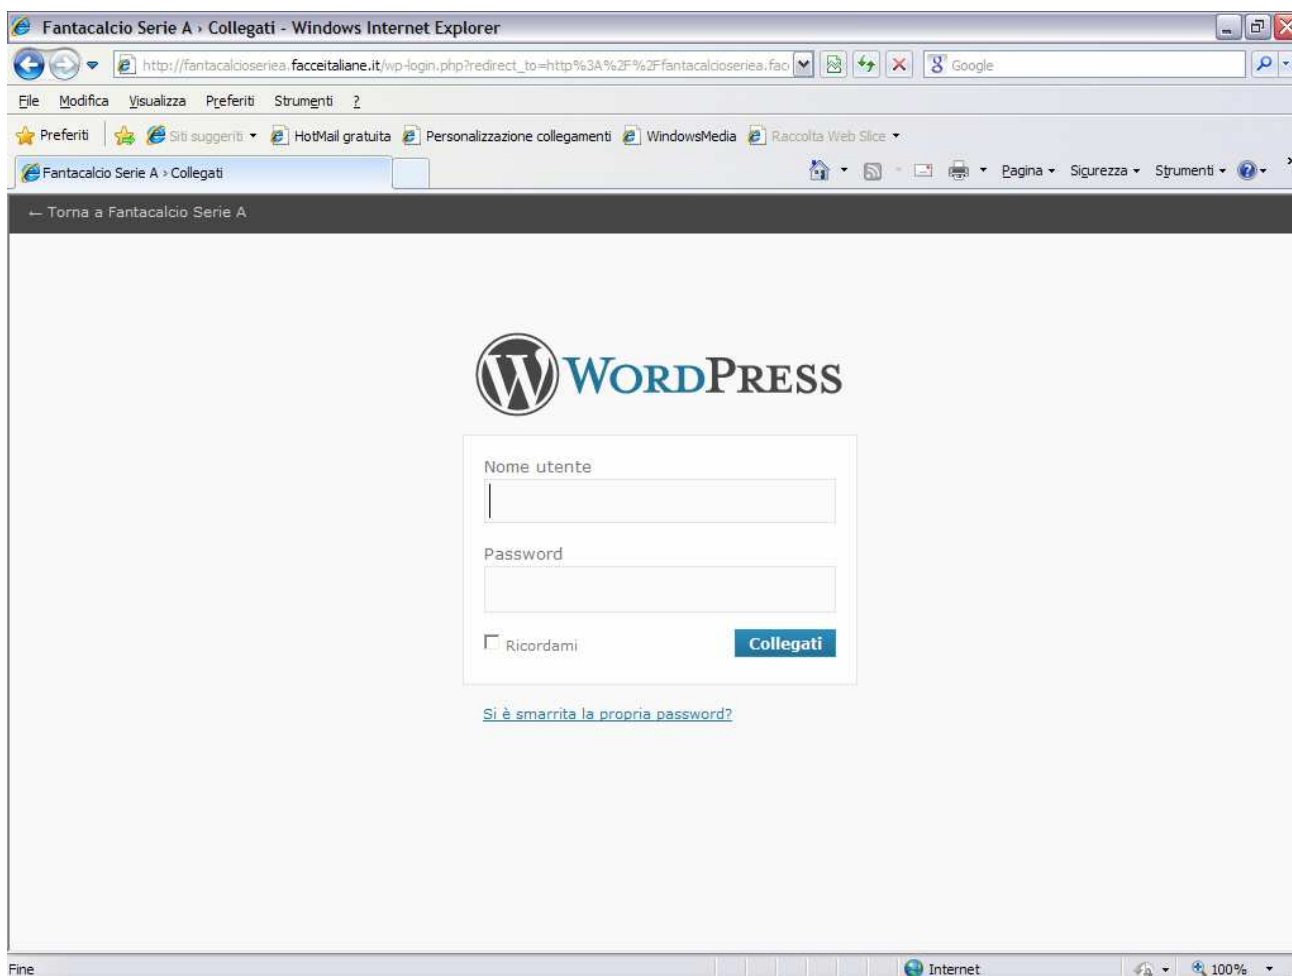 Fantacalcio Serie A › Collegati - Windows Internet Explorer
http://fantacalcioseriea.facceitaliane.it/wp-login.php?redirect_to=http%3A%2F%2Ffantacalcioseriea.fac
Google
File Modifica Visualizza Preferiti Strumenti ?
Preferiti Siti suggeriti HotMail gratuita Personalizzazione collegamenti WindowsMedia Raccolta Web Slice
Fantacalcio Serie A › Collegati
Pagina Sicurezza Strumenti
← Torna a Fantacalcio Serie A
WORDPRESS
Nome utente
Password
Ricordami
Collegati
Si è smarrita la propria password?
Fine
Internet
100%